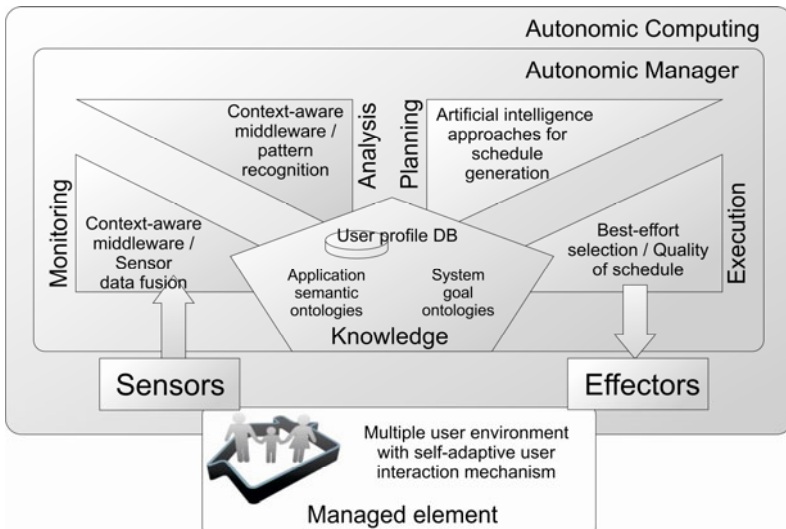 Autonomic Computing
Autonomic Manager
Monitoring
Context-aware
middleware /
Sensor
data fusion
Context-aware
middleware /
pattern
recognition
Analysis
Planning
Artificial intelligence
approaches for
schedule
generation
Best-effort
selection / Quality
of schedule
Execution
User profile DB
Application
semantic
ontologies
System
goal
ontologies
Knowledge
Sensors
Effectors
Multiple user environment
with self-adaptive user
interaction mechanism
Managed element